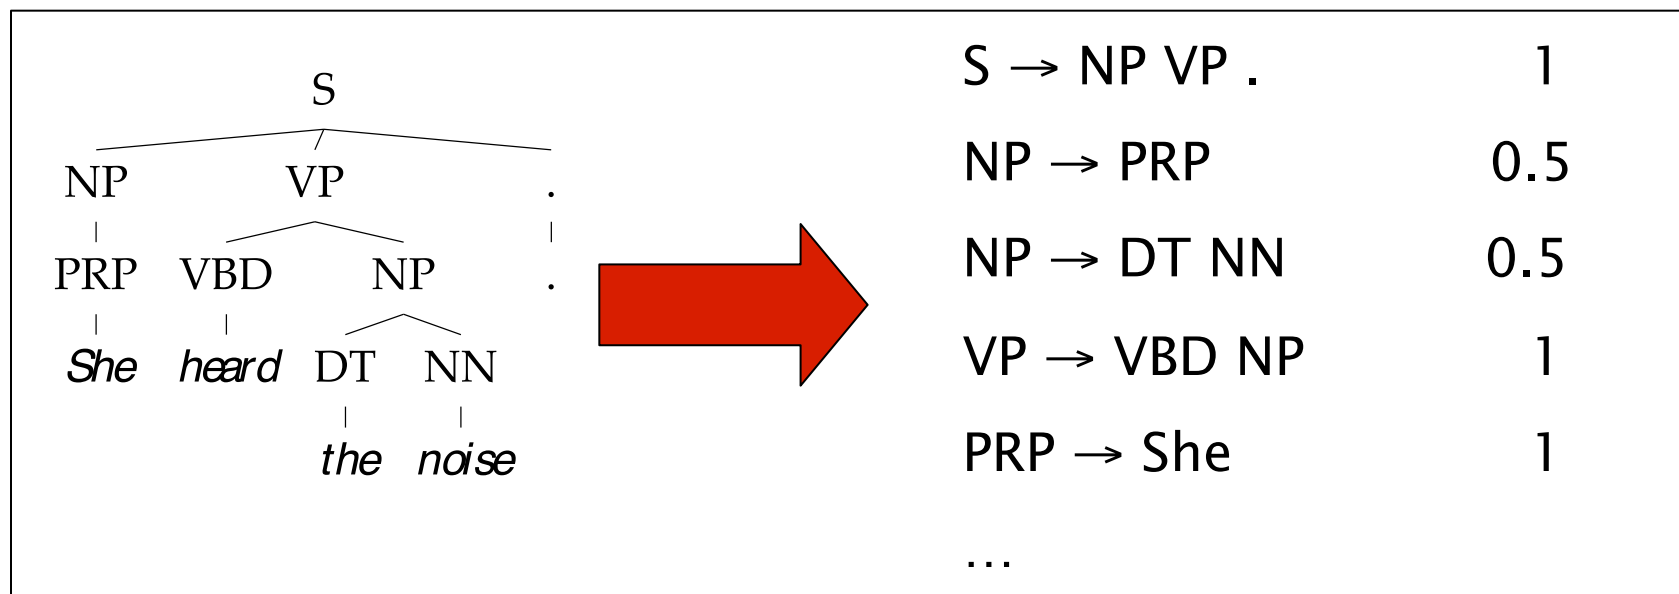 S
NP VP .
PRP VBD NP .
She heard DT NN
the noise
S → NP VP . 1
NP → PRP 0.5
NP → DT NN 0.5
VP → VBD NP 1
PRP → She 1
…